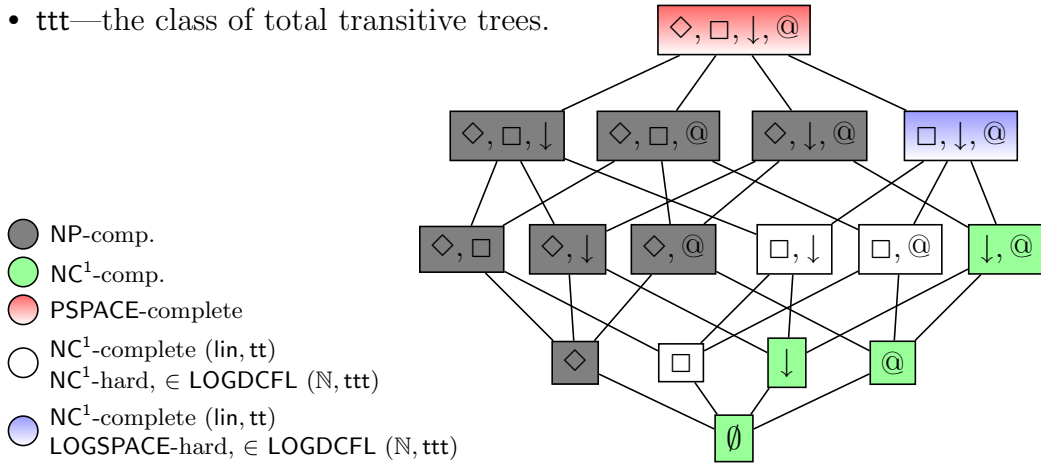 • ttt—the class of total transitive trees.
◇, □, ↓, @
◇, □, ↓
◇, □, @
◇, ↓, @
□, ↓, @
◇, □
◇, ↓
◇, @
□, ↓
□, @
↓, @
◇
□
↓
@
∅
NP-comp.
NC¹-comp.
PSPACE-complete
NC¹-complete (lin, tt)
NC¹-hard, ∈ LOGDCFL (ℕ, ttt)
NC¹-complete (lin, tt)
LOGSPACE-hard, ∈ LOGDCFL (ℕ, ttt)